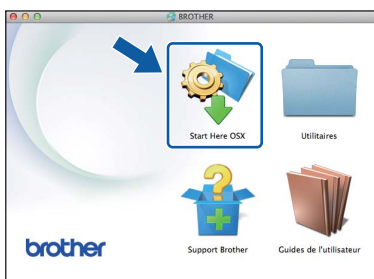 BROTHER
Start Here OSX
Utilitaires
Support Brother
Guides de l'utilisateur
brother